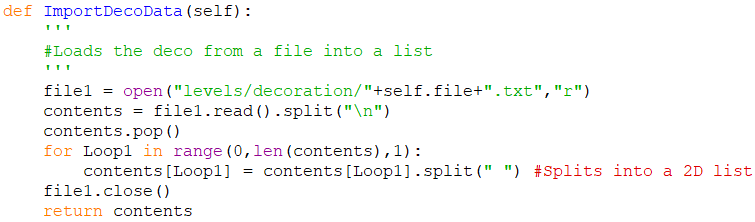 def ImportDecoData(self):
    '''
    #Loads the deco from a file into a list
    '''
    file1 = open("levels/decoration/"+self.file+".txt","r")
    contents = file1.read().split("\n")
    contents.pop()
    for Loop1 in range(0,len(contents),1):
        contents[Loop1] = contents[Loop1].split(" ") #Splits into a 2D list
    file1.close()
    return contents